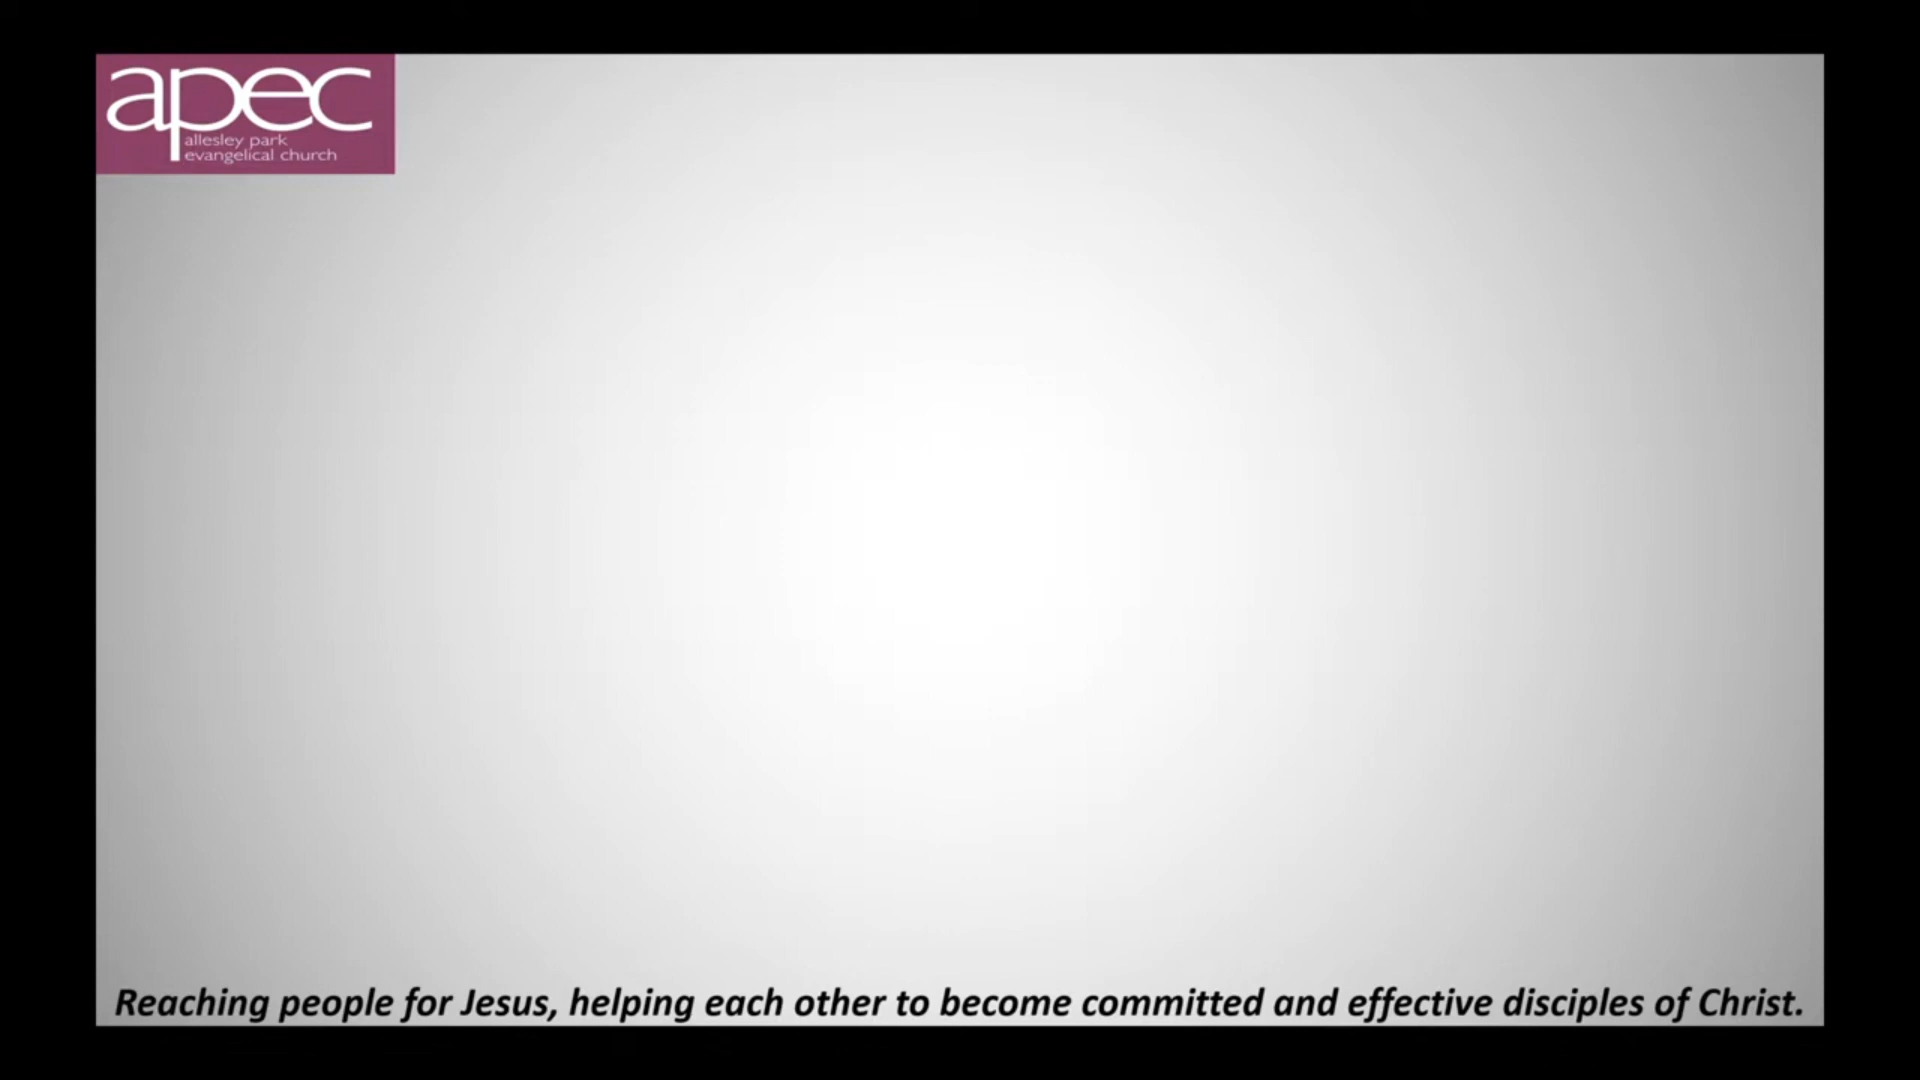 apec
allesley park
evangelical church
Reaching people for Jesus, helping each other to become committed and effective disciples of Christ.